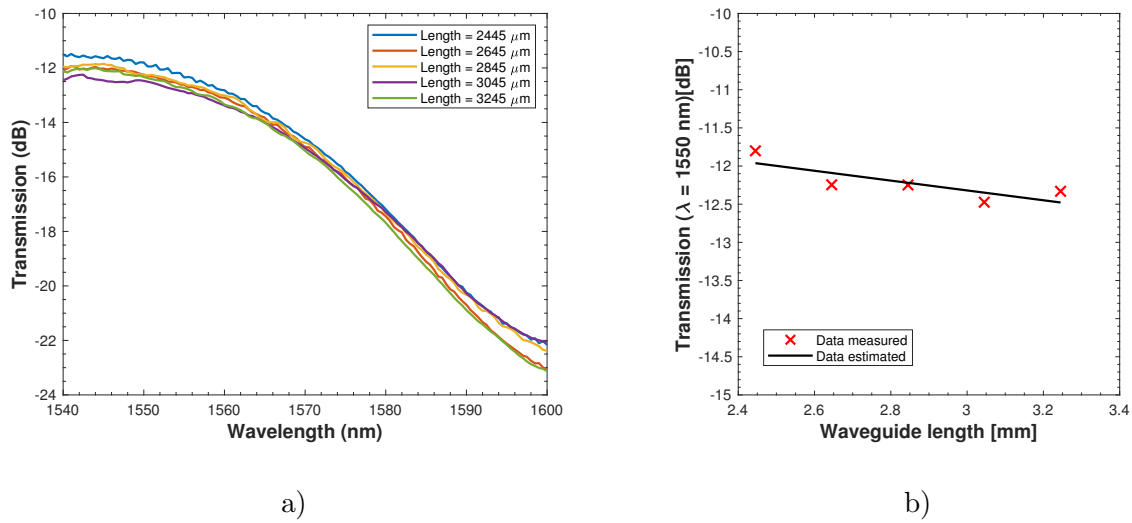 Length = 2445 μm
Length = 2645 μm
Length = 2845 μm
Length = 3045 μm
Length = 3245 μm
-12
-14
-16
-18
-20
-22
-24
Transmission (dB)
1540
1550
1560
1570
1580
1590
1600
Wavelength (nm)
a)
-10
-10.5
-11
-11.5
-12
-12.5
-13
-13.5
-14
-14.5
-15
Transmission (λ = 1550 nm)[dB]
Data measured
Data estimated
2.4
2.6
2.8
3
3.2
3.4
Waveguide length [mm]
b)